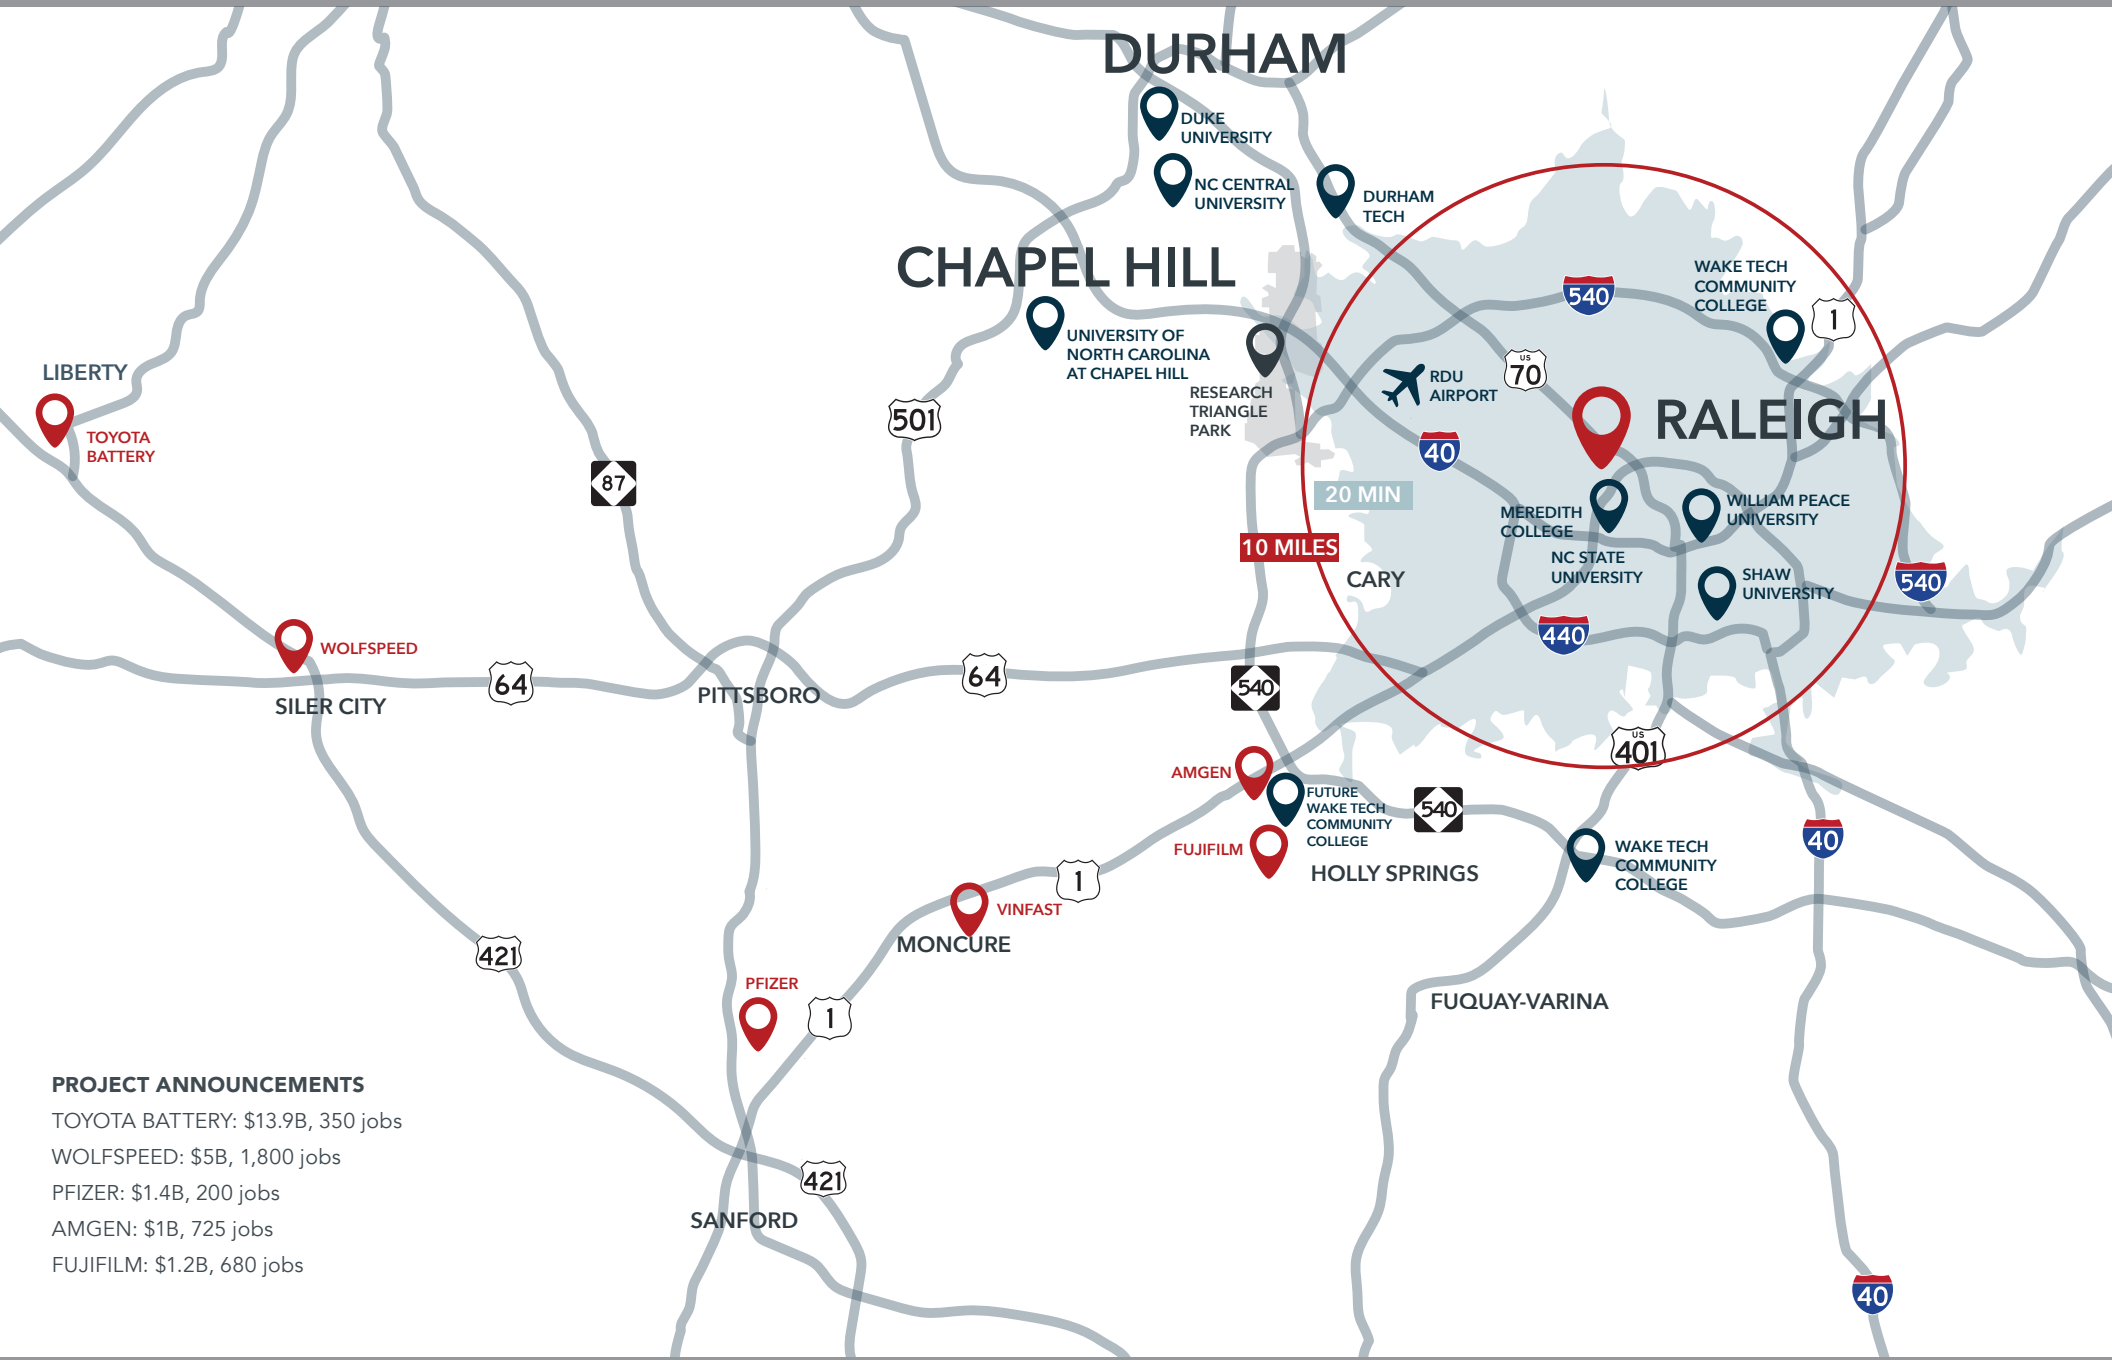 DURHAM
DUKE
UNIVERSITY
NC CENTRAL
UNIVERSITY
DURHAM
TECH
CHAPEL HILL
UNIVERSITY OF
NORTH CAROLINA
AT CHAPEL HILL
RESEARCH
TRIANGLE
PARK
WAKE TECH
COMMUNITY
COLLEGE
540
1
US
70
RDU
AIRPORT
RALEIGH
40
LIBERTY
TOYOTA
BATTERY
501
87
20 MIN
10 MILES
MEREDITH
COLLEGE
WILLIAM PEACE
UNIVERSITY
NC STATE
UNIVERSITY
SHAW
UNIVERSITY
CARY
540
440
WOLFSPEED
SILER CITY
64
PITTSBORO
64
540
US
401
AMGEN
FUTURE
WAKE TECH
COMMUNITY
COLLEGE
FUJIFILM
540
HOLLY SPRINGS
WAKE TECH
COMMUNITY
COLLEGE
40
1
VINFAST
MONCURE
421
PFIZER
1
FUQUAY-VARINA
421
SANFORD
40
PROJECT ANNOUNCEMENTS
TOYOTA BATTERY: $13.9B, 350 jobs
WOLFSPEED: $5B, 1,800 jobs
PFIZER: $1.4B, 200 jobs
AMGEN: $1B, 725 jobs
FUJIFILM: $1.2B, 680 jobs